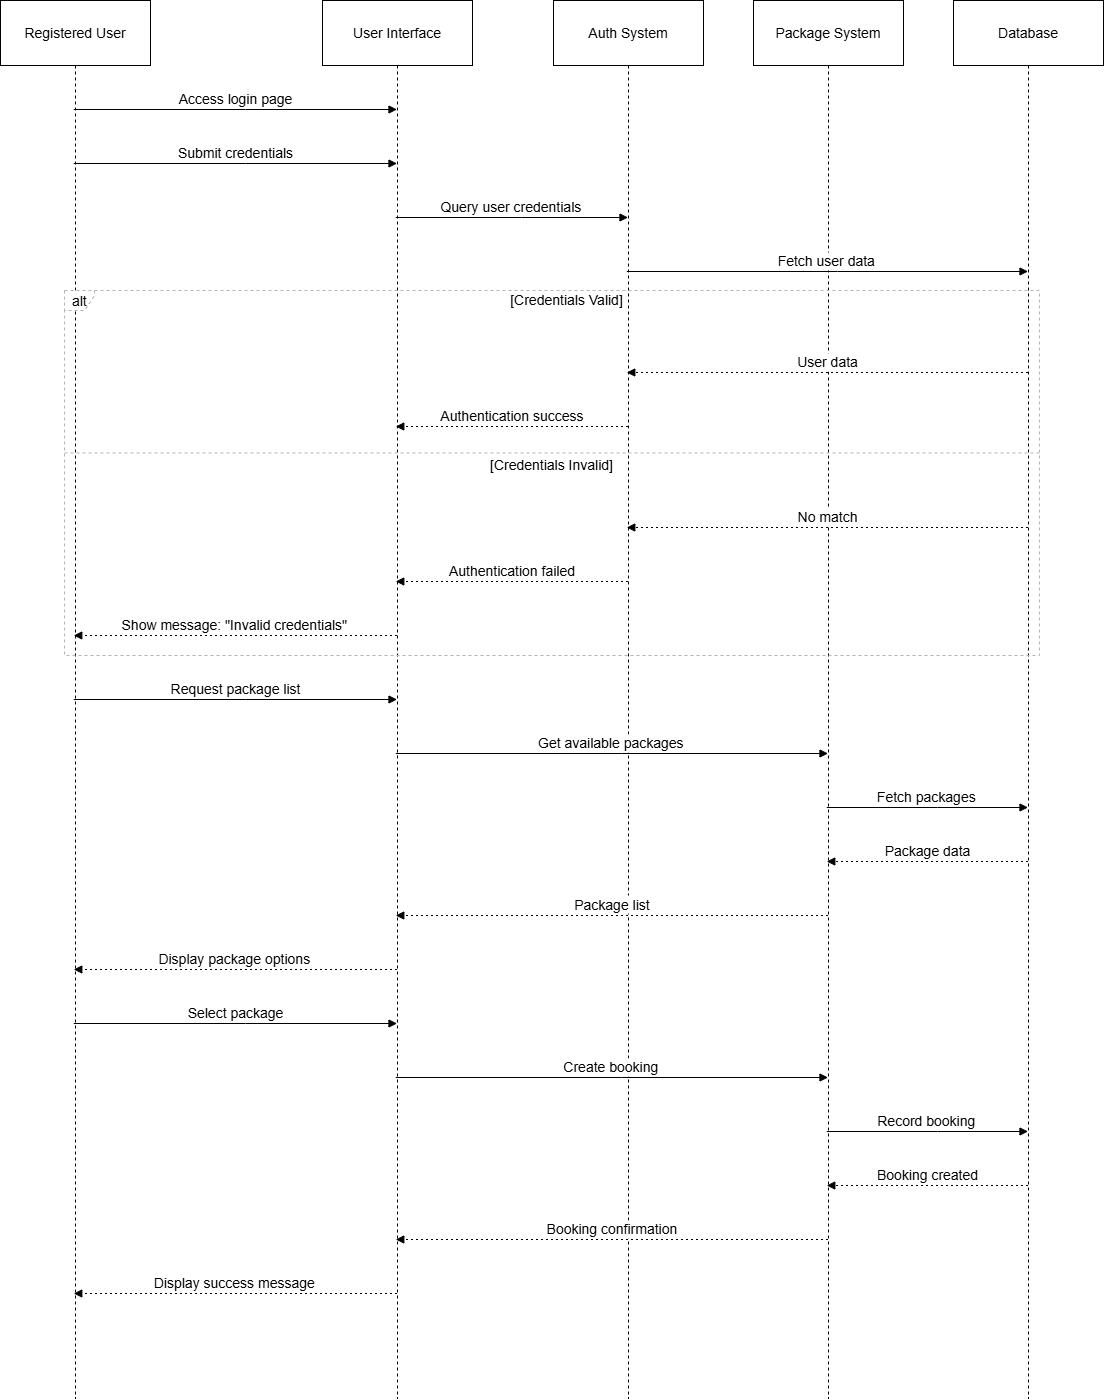 Registered User
User Interface
Auth System
Package System
Database
Access login page
Submit credentials
Query user credentials
Fetch user data
alt
[Credentials Valid]
User data
Authentication success
[Credentials Invalid]
No match
Authentication failed
Show message: "Invalid credentials"
Request package list
Get available packages
Fetch packages
Package data
Package list
Display package options
Select package
Create booking
Record booking
Booking created
Booking confirmation
Display success message